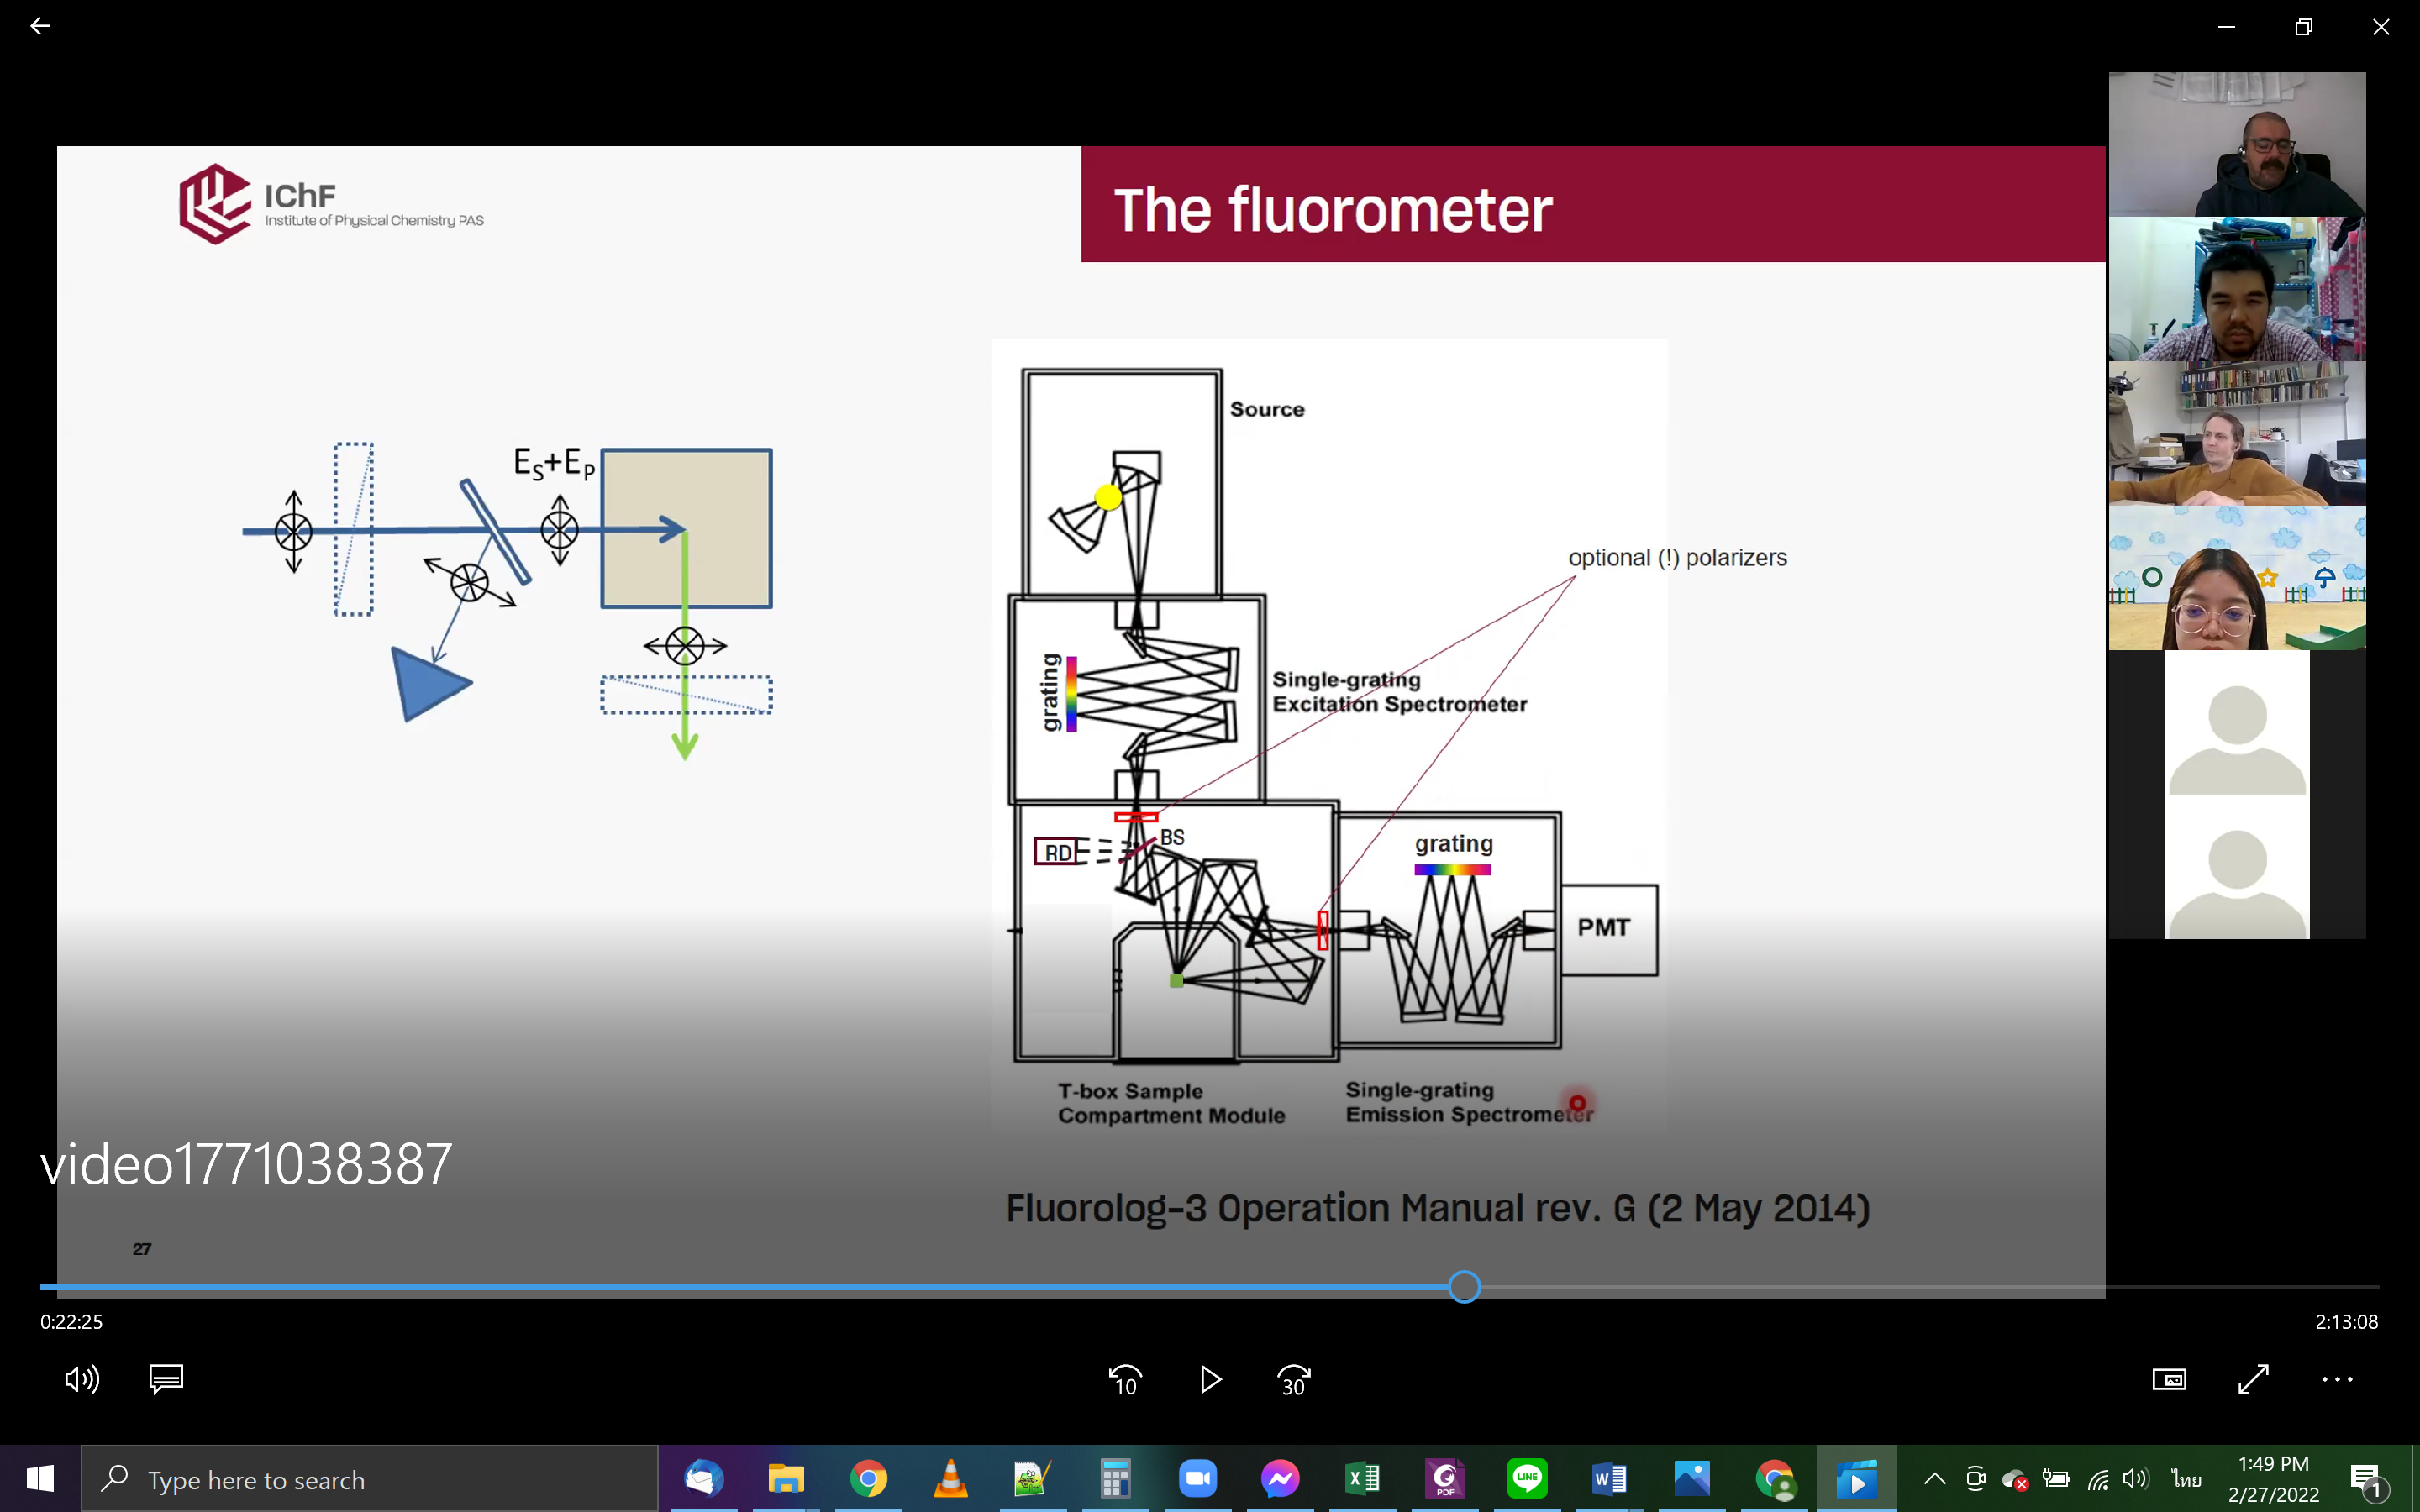 IChF
Institute of Physical Chemistry PAS
The fluorometer
Source
ES+EP
optional (!) polarizers
grating
Single-grating
Excitation Spectrometer
RD
BS
grating
PMT
T-box Sample
Compartment Module
Single-grating
Emission Spectrometer
video1771038387
Fluorolog-3 Operation Manual rev. G (2 May 2014)
27
0:22:25
2:13:08
10
30
Type here to search
PDF
LINE
ไทย
1:49 PM
2/27/2022
1